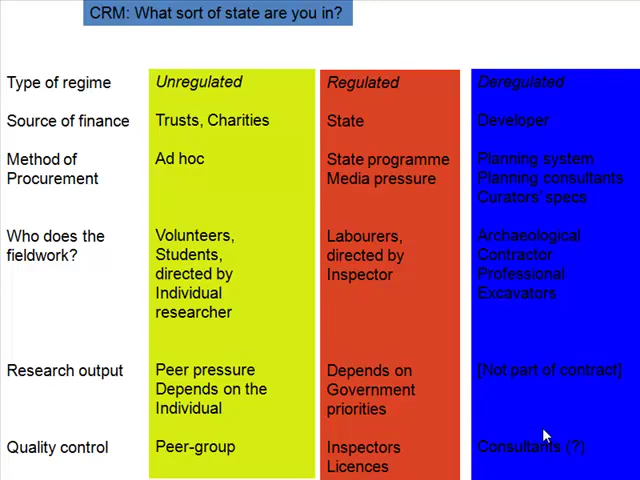 CRM: What sort of state are you in?
Type of regime Unregulated Regulated Deregulated
Source of finance Trusts, Charities State Developer
Method of Ad hoc State programme Planning system
Procurement Media pressure Planning consultants
Curators' specs
Who does the Volunteers, Labourers, Archaeological
fieldwork? Students, directed by Contractor
directed by Inspector Professional
Individual Excavators
researcher
Research output Peer pressure Depends on [Not part of contract]
Depends on the Government
Individual priorities
Quality control Peer-group Inspectors Consultants (?)
Licences